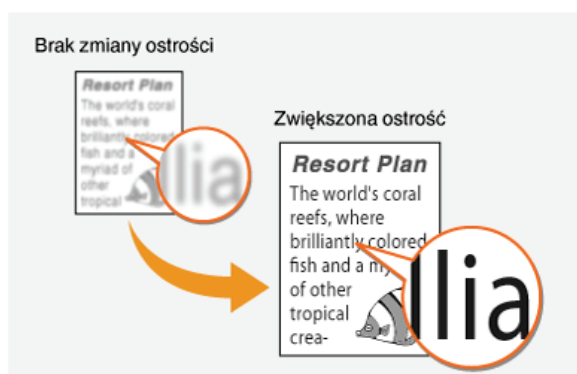 Brak zmiany ostrości
Resort Plan
The world's coral
reefs, where
brilliantly colored
fish and a
myriad of
other
tropical
llia
Zwiększona ostrość
Resort Plan
The world's coral
reefs, where
brilliantly colored
fish and a my
of other
tropical
crea-
llia